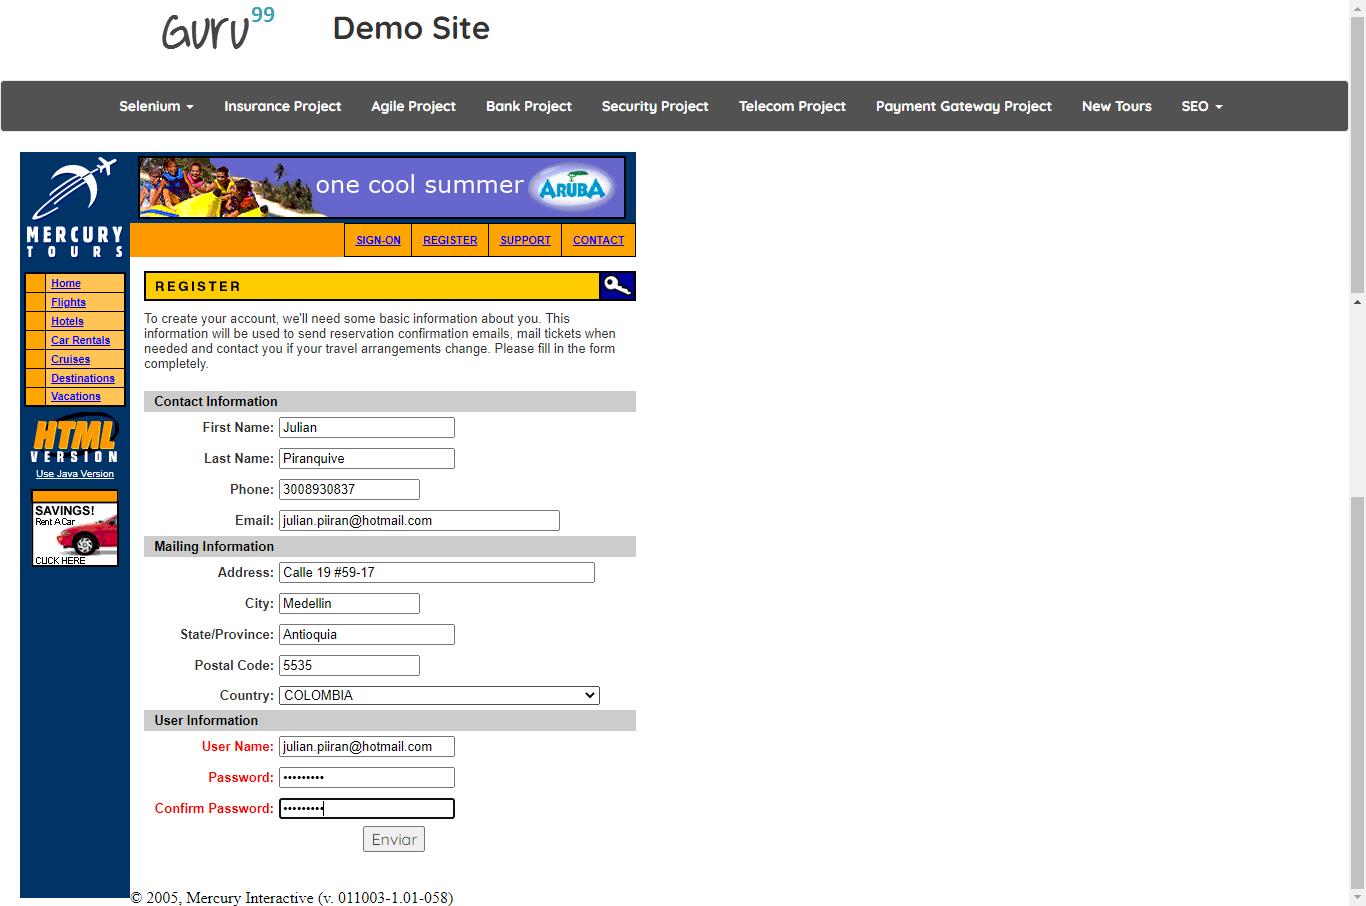 Guru99
Demo Site
Selenium
Insurance Project
Agile Project
Bank Project
Security Project
Telecom Project
Payment Gateway Project
New Tours
SEO
MERCURY
TOURS
one cool summer
ARUBA
SIGN-ON
REGISTER
SUPPORT
CONTACT
Home
Flights
Hotels
Car Rentals
Cruises
Destinations
Vacations
HTML
VERSION
Use Java Version
SAVINGS!
Rent A Car
CLICK HERE
REGISTER
To create your account, we'll need some basic information about you. This
information will be used to send reservation confirmation emails, mail tickets when
needed and contact you if your travel arrangements change. Please fill in the form
completely.
Contact Information
First Name: Julian
Last Name: Piranquive
Phone: 3008930837
Email: julian.piiran@hotmail.com
Mailing Information
Address: Calle 19 #59-17
City: Medellin
State/Province: Antioquia
Postal Code: 5535
Country: COLOMBIA
User Information
User Name: julian.piiran@hotmail.com
Password: •••••••••
Confirm Password: •••••••••
Enviar
© 2005, Mercury Interactive (v. 011003-1.01-058)